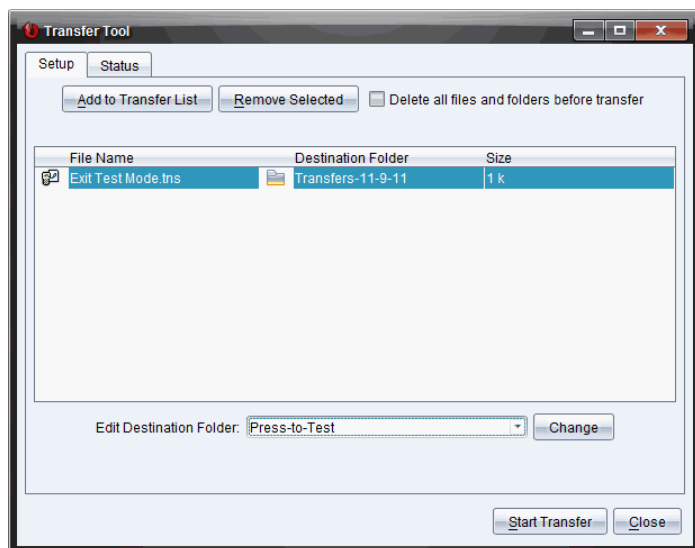 Transfer Tool
Setup Status
Add to Transfer List Remove Selected Delete all files and folders before transfer
File Name Destination Folder Size
Exit Test Mode.tns Transfers-11-9-11 1 k
Edit Destination Folder: Press-to-Test Change
Start Transfer Close